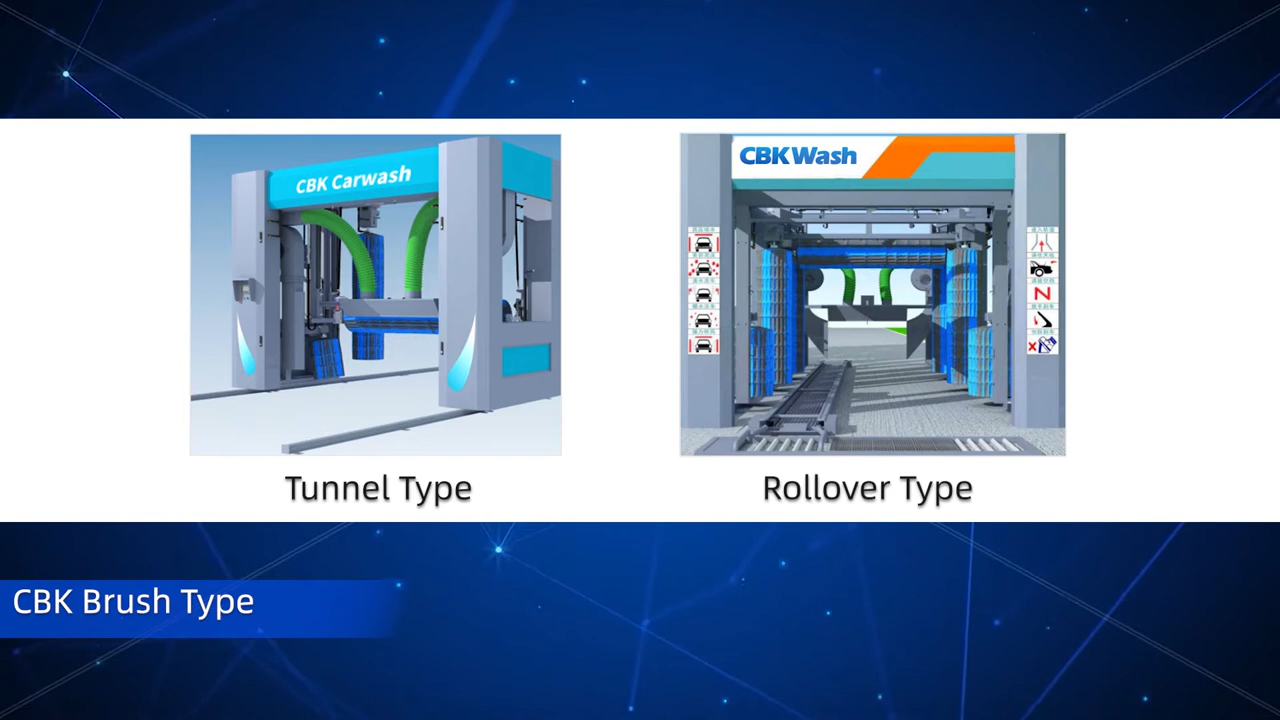 CBK Carwash
CBKWash
N
Tunnel Type
Rollover Type
CBK Brush Type